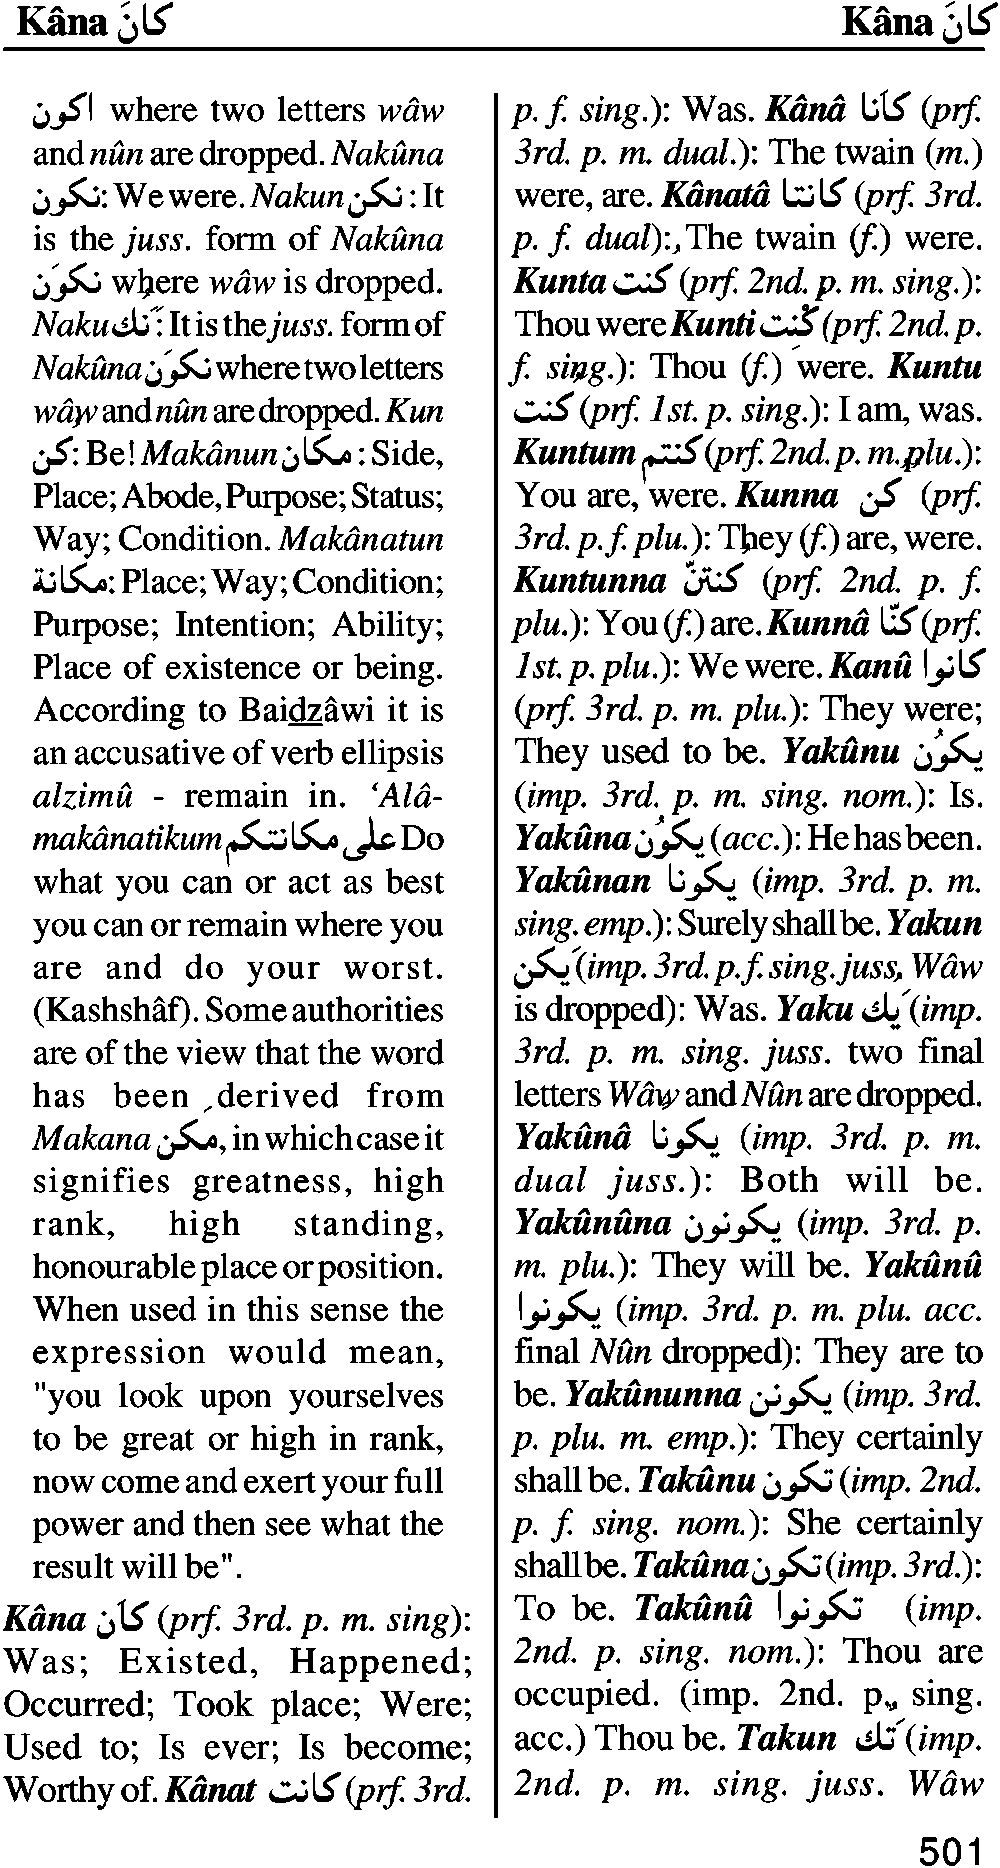 Kâna كانَ
Kâna كانَ
اكون where two letters wâw
and nûn are dropped. Nakûna
نكون: We were. Nakun نكن : It
is the juss. form of Nakûna
نكون where wâw is dropped.
Naku نك : It is the juss. form of
Nakûna نكون where two letters
wâw and nûn are dropped. Kun
كن: Be! Makânun مكان : Side,
Place; Abode, Purpose; Status;
Way; Condition. Makânatun
مكانة: Place; Way; Condition;
Purpose; Intention; Ability;
Place of existence or being.
According to Baidzâwi it is
an accusative of verb ellipsis
alzimû - remain in. ‘Alâ-
makânatikum على مكانتكم Do
what you can or act as best
you can or remain where you
are and do your worst.
(Kashshâf). Some authorities
are of the view that the word
has been derived from
Makana مكن, in which case it
signifies greatness, high
rank, high standing,
honourable place or position.
When used in this sense the
expression would mean,
"you look upon yourselves
to be great or high in rank,
now come and exert your full
power and then see what the
result will be".
Kâna كان (prf. 3rd. p. m. sing):
Was; Existed, Happened;
Occurred; Took place; Were;
Used to; Is ever; Is become;
Worthy of. Kânat كانت (prf. 3rd.
p. f. sing.): Was. Kânâ كانا (prf.
3rd. p. m. dual.): The twain (m.)
were, are. Kânatâ كانتا (prf. 3rd.
p. f. dual):,The twain (f.) were.
Kunta كنت (prf. 2nd. p. m. sing.):
Thou were Kunti كُنت (prf. 2nd. p.
f. sing.): Thou (f.) were. Kuntu
كنت (prf. 1st. p. sing.): I am, was.
Kuntum كنتم (prf. 2nd. p. m. plu.):
You are, were. Kunna كن (prf.
3rd. p. f. plu.): They (f.) are, were.
Kuntunna كنتنّ (prf. 2nd. p. f.
plu.): You (f.) are. Kunnâ كنّا (prf.
1st. p. plu.): We were. Kanû كانوا
(prf. 3rd. p. m. plu.): They were;
They used to be. Yakûnu يكونُ
(imp. 3rd. p. m. sing. nom.): Is.
Yakûna يكون (acc.): He has been.
Yakûnan يكونا (imp. 3rd. p. m.
sing. emp.): Surely shall be. Yakun
يكن (imp. 3rd. p.f. sing. juss, Wâw
is dropped): Was. Yaku يك (imp.
3rd. p. m. sing. juss. two final
letters Wâw and Nûn are dropped.
Yakûnâ يكونا (imp. 3rd. p. m.
dual juss.): Both will be.
Yakûnûna يكونون (imp. 3rd. p.
m. plu.): They will be. Yakûnû
يكونوا (imp. 3rd. p. m. plu. acc.
final Nûn dropped): They are to
be. Yakûnunna يكونن (imp. 3rd.
p. plu. m. emp.): They certainly
shall be. Takûnu تكون (imp. 2nd.
p. f. sing. nom.): She certainly
shall be. Takûna تكون (imp. 3rd.):
To be. Takûnû تكونوا (imp.
2nd. p. sing. nom.): Thou are
occupied. (imp. 2nd. p. sing.
acc.) Thou be. Takun تك (imp.
2nd. p. m. sing. juss. Wâw
501